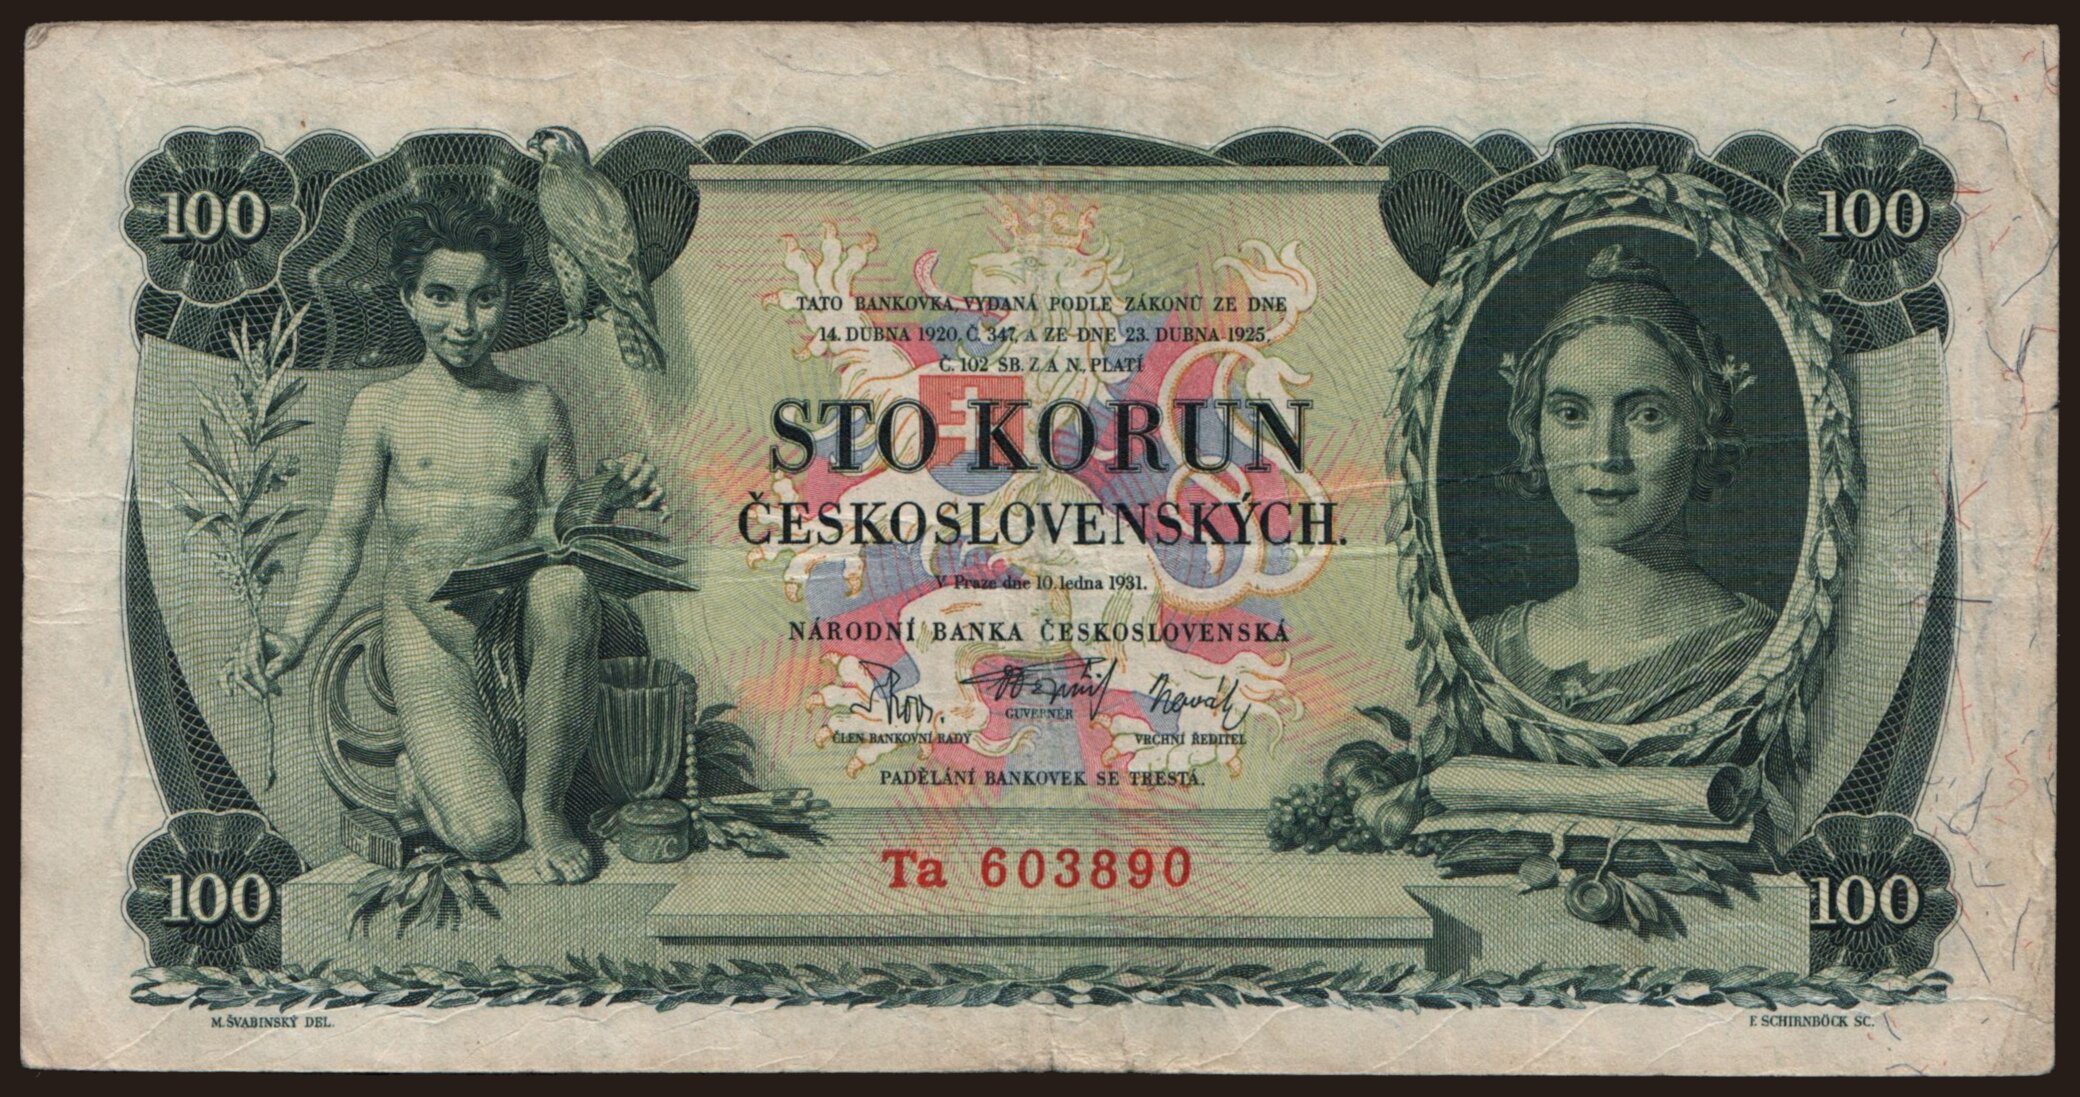 100
100
TATO BANKOVKA, VYDANÁ PODLE ZÁKONŮ ZE DNE
14. DUBNA 1920, Č. 347, A ZE DNE 23. DUBNA 1925,
Č. 102 SB. Z A N., PLATÍ
STO KORUN
ČESKOSLOVENSKÝCH.
V Praze dne 10. ledna 1931.
NÁRODNÍ BANKA ČESKOSLOVENSKÁ
GUVERNÉR
ČLEN BANKOVNÍ RADY
VRCHNÍ ŘEDITEL
PADĚLÁNÍ BANKOVEK SE TRESTÁ.
Ta 603890
100
100
M. ŠVABINSKÝ DEL.
F. SCHIRNBÖCK SC.